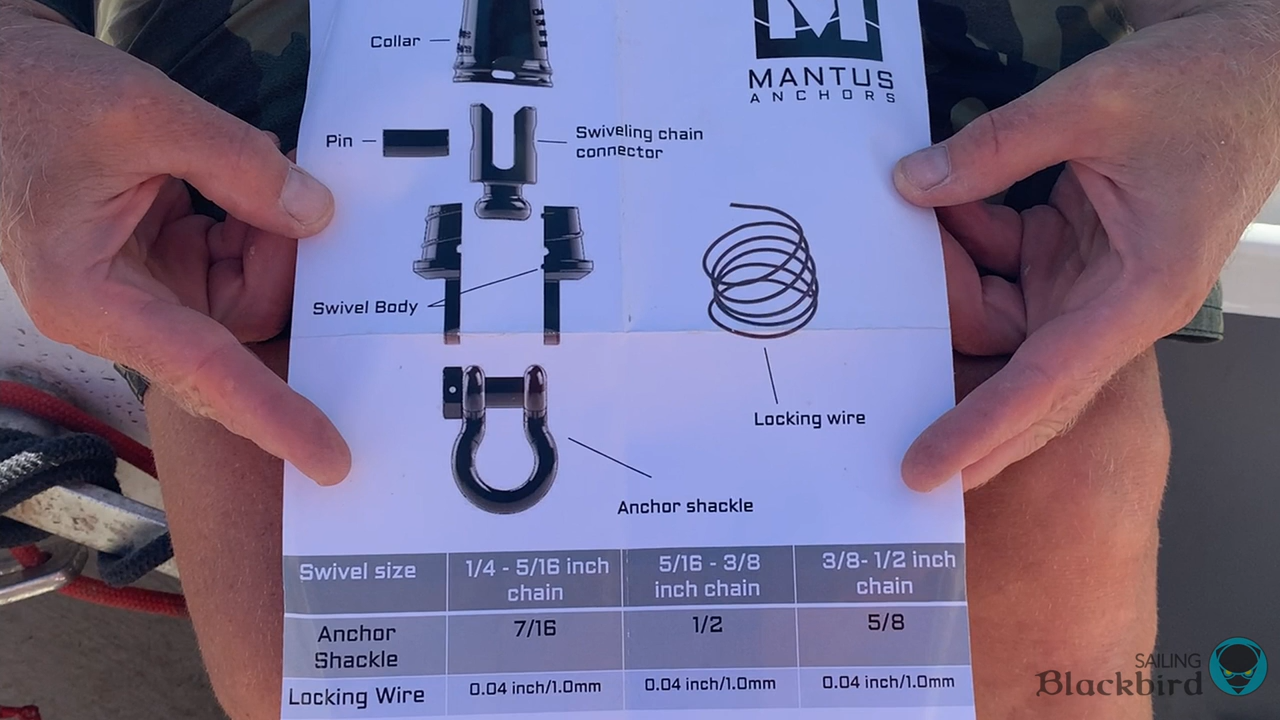 Collar
MANTUS
ANCHORS
Pin
Swiveling chain
connector
Swivel Body
Locking wire
Anchor shackle
Swivel size
1/4 - 5/16 inch
chain
5/16 - 3/8
inch chain
3/8- 1/2 inch
chain
Anchor
Shackle
7/16
1/2
5/8
Locking Wire
0.04 inch/1.0mm
0.04 inch/1.0mm
0.04 inch/1.0mm
SAILING
Blackbird